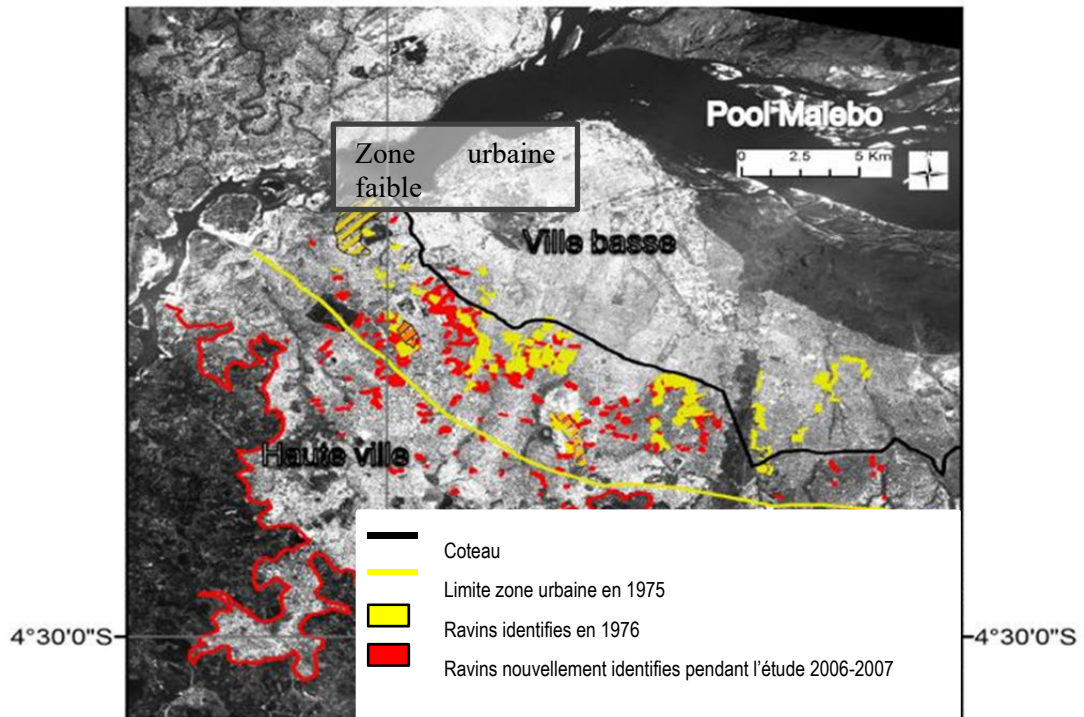 Pool Malebo
0 2.5 5 Km
Zone urbaine
faible
Ville basse
Haute ville
Coteau
Limite zone urbaine en 1975
Ravins identifies en 1976
Ravins nouvellement identifies pendant l'étude 2006-2007
4°30'0"S
4°30'0"S